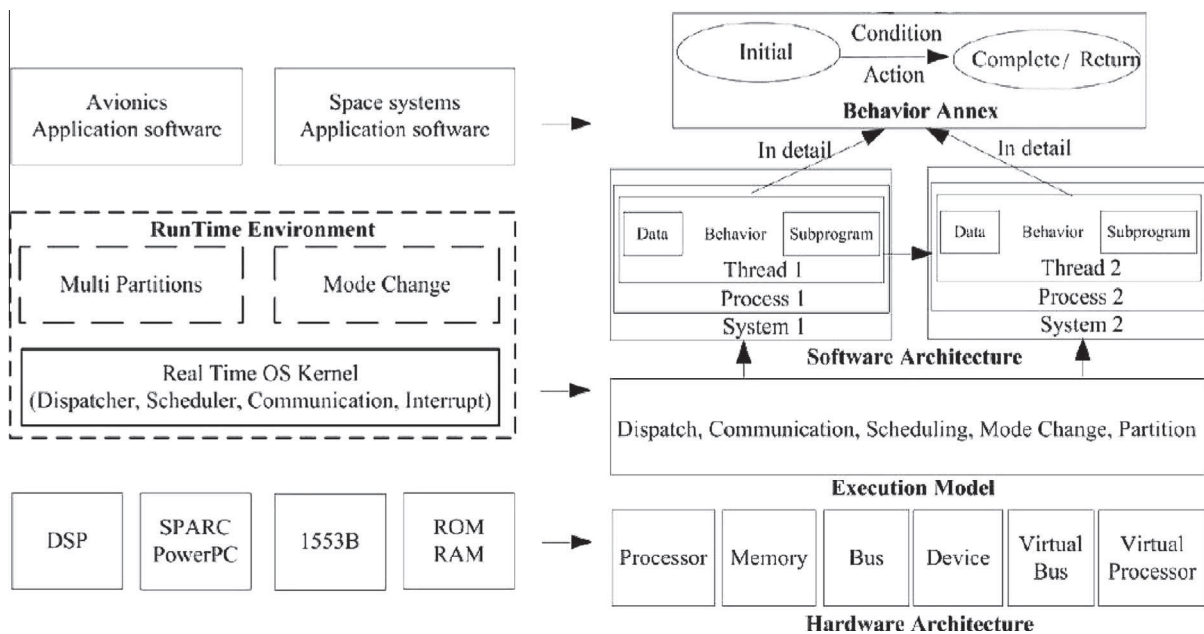 Avionics
Application software
Space systems
Application software
Initial
Condition
Action
Complete/ Return
Behavior Annex
In detail
In detail
RunTime Environment
Multi Partitions
Mode Change
Real Time OS Kernel
(Dispatcher, Scheduler, Communication, Interrupt)
Data
Behavior
Subprogram
Thread 1
Process 1
System 1
Data
Behavior
Subprogram
Thread 2
Process 2
System 2
Software Architecture
Dispatch, Communication, Scheduling, Mode Change, Partition
Execution Model
DSP
SPARC
PowerPC
1553B
ROM
RAM
Processor
Memory
Bus
Device
Virtual
Bus
Virtual
Processor
Hardware Architecture